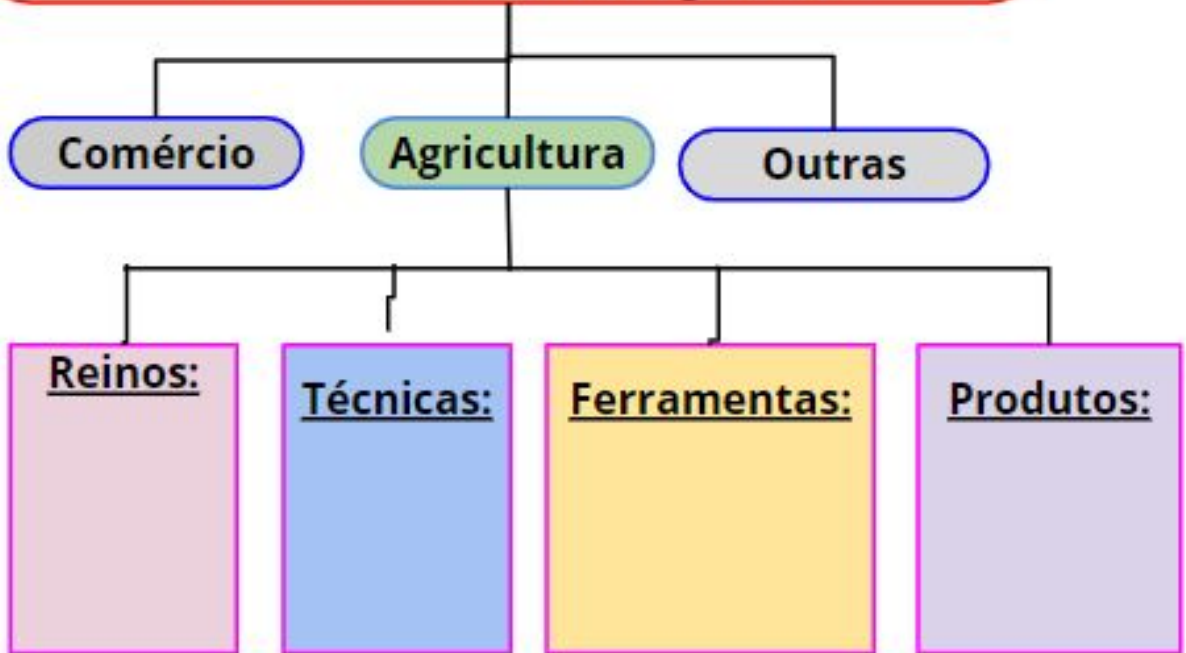 Comércio
Agricultura
Outras
Reinos:
Técnicas:
Ferramentas:
Produtos: